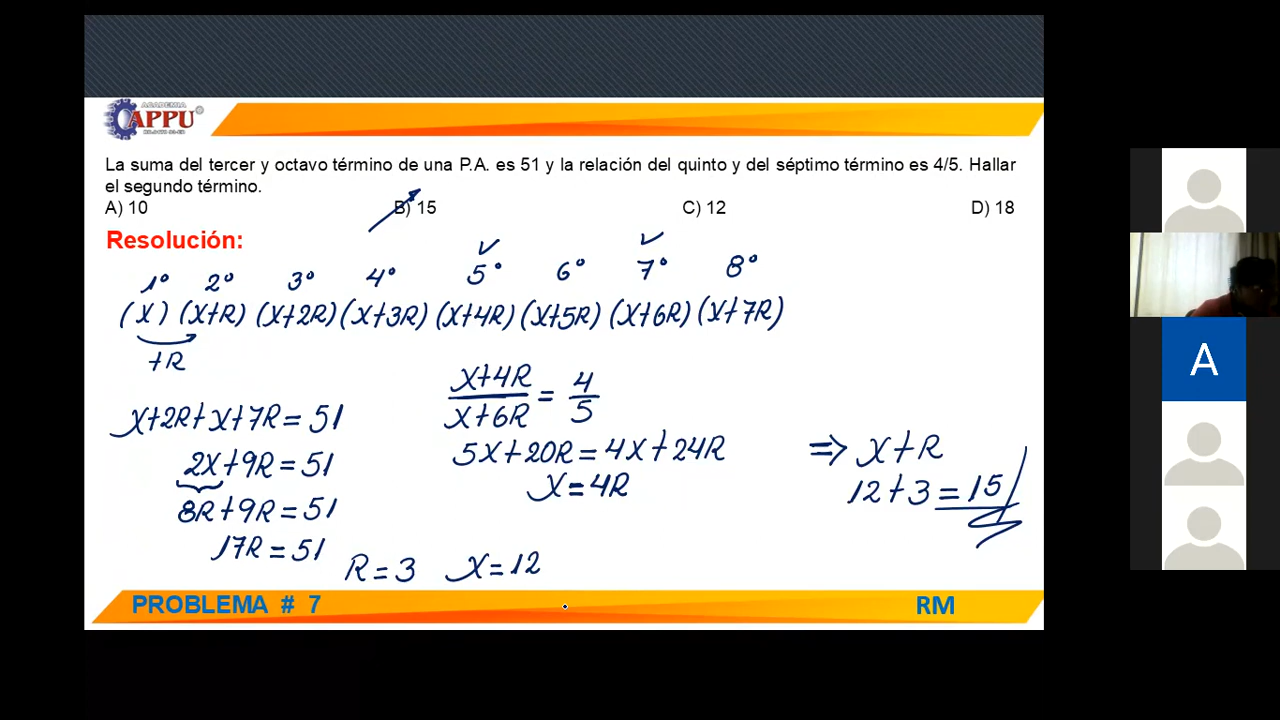 ACADEMIA
APPU
La suma del tercer y octavo término de una P.A. es 51 y la relación del quinto y del séptimo término es 4/5. Hallar
el segundo término.
A) 10 B) 15 C) 12 D) 18
Resolución:
1° 2° 3° 4° 5° 6° 7° 8°
(X) (X+R) (X+2R) (X+3R) (X+4R) (X+5R) (X+6R) (X+7R)
+R
X+4R / X+6R = 4/5
X+2R+X+7R = 51
5X+20R = 4X+24R
X = 4R
2X+9R = 51
8R+9R = 51
17R = 51
R = 3 X = 12
⇒ X+R
12+3 = 15
A
PROBLEMA # 7 RM